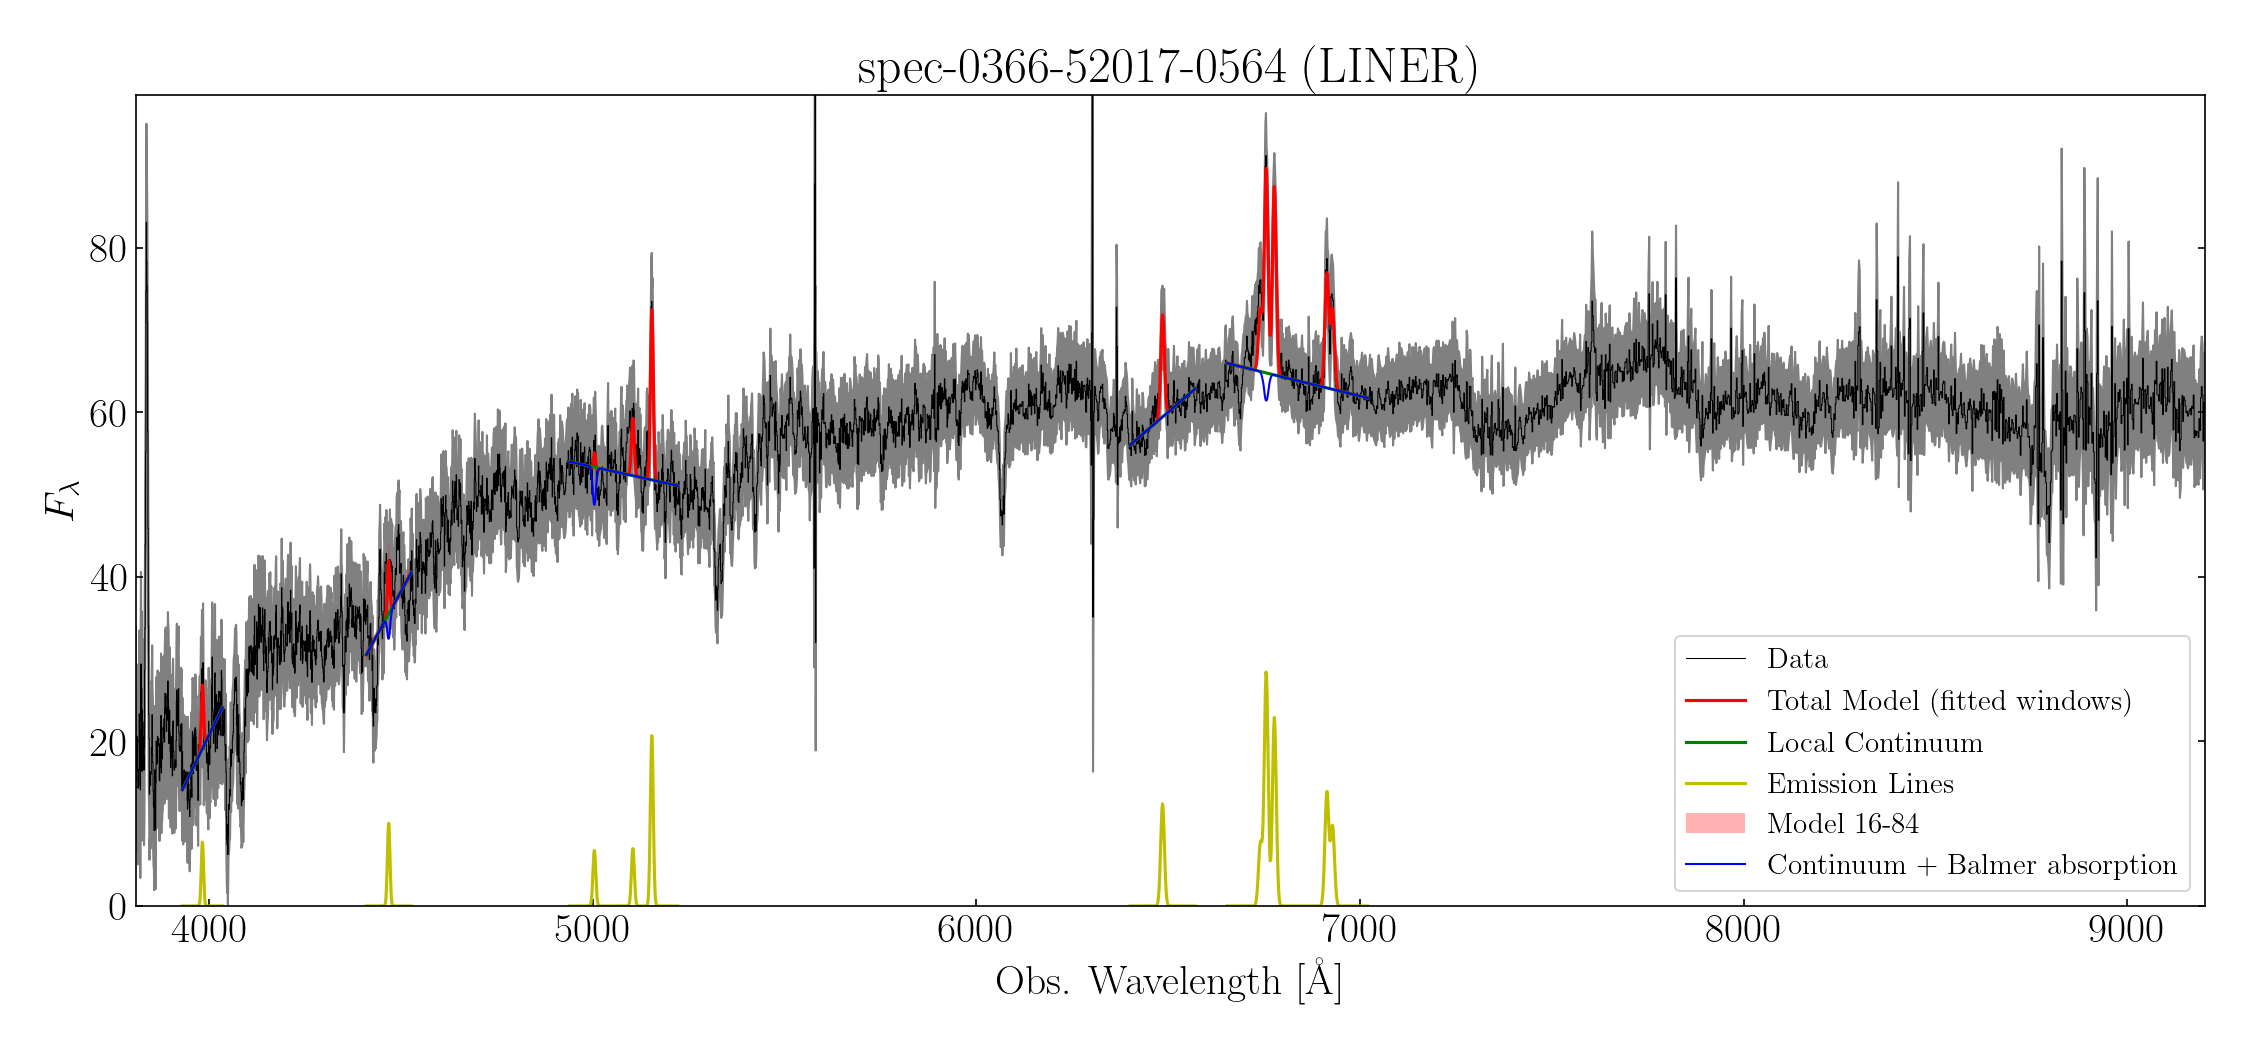 spec-0366-52017-0564 (LINER)
F_λ
80
60
40
20
0
4000 5000 6000 7000 8000 9000
Obs. Wavelength [Å]
Data
Total Model (fitted windows)
Local Continuum
Emission Lines
Model 16-84
Continuum + Balmer absorption